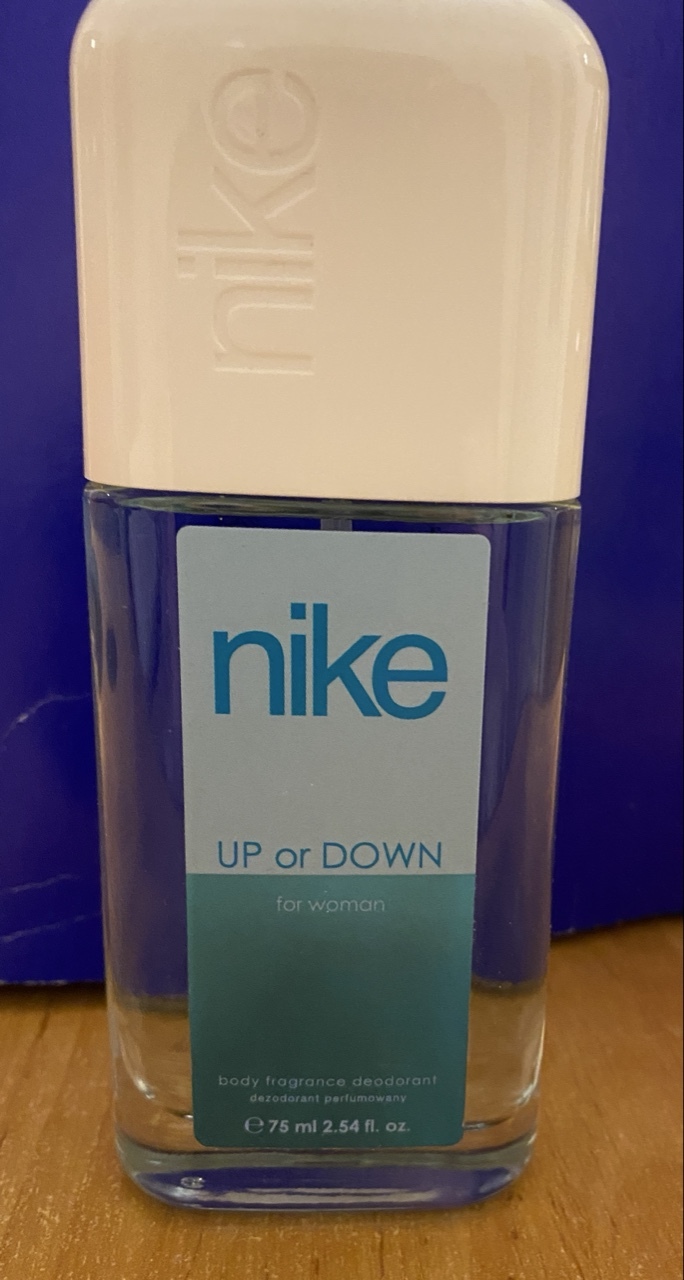 nike
nike
UP or DOWN
for woman
body fragrance deodorant
dezodorant perfumowany
℮ 75 ml 2.54 fl. oz.